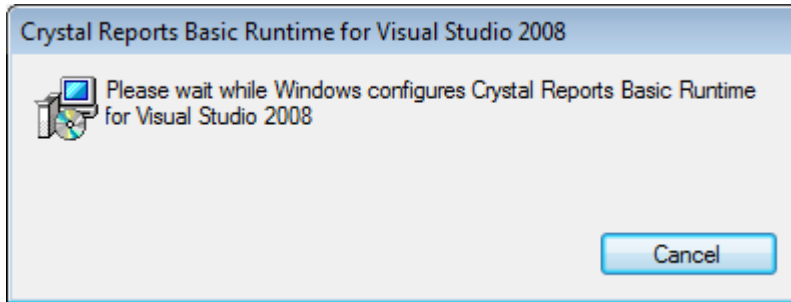 Crystal Reports Basic Runtime for Visual Studio 2008
Please wait while Windows configures Crystal Reports Basic Runtime
for Visual Studio 2008
Cancel